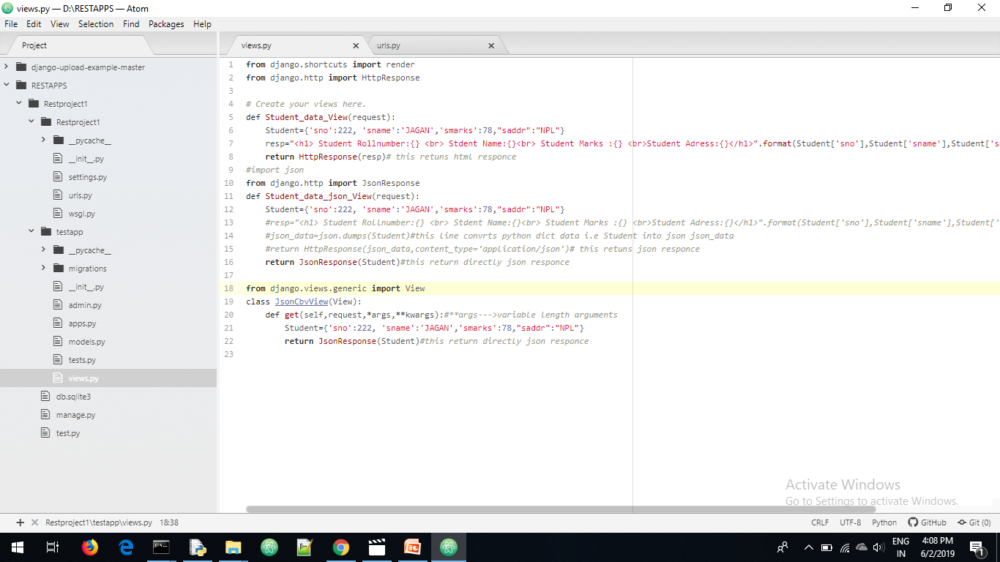 views.py — D:\RESTAPPS — Atom
File Edit View Selection Find Packages Help
Project
views.py
urls.py
django-upload-example-master
RESTAPPS
Restproject1
Restproject1
__pycache__
__init__.py
settings.py
urls.py
wsgi.py
testapp
__pycache__
migrations
__init__.py
admin.py
apps.py
models.py
tests.py
views.py
db.sqlite3
manage.py
test.py
1 from django.shortcuts import render
2 from django.http import HttpResponse
3
4 # Create your views here.
5 def Student_data_View(request):
6 Student={'sno':222, 'sname':'JAGAN','smarks':78,"saddr":"NPL"}
7 resp="<h1> Student Rollnumber:{} <br> Stdent Name:{}<br> Student Marks :{} <br>Student Adress:{}</h1>".format(Student['sno'],Student['sname'],Student['s
8 return HttpResponse(resp)# this retuns html responce
9 #import json
10 from django.http import JsonResponse
11 def Student_data_json_View(request):
12 Student={'sno':222, 'sname':'JAGAN','smarks':78,"saddr":"NPL"}
13 #resp="<h1> Student Rollnumber:{} <br> Stdent Name:{}<br> Student Marks :{} <br>Student Adress:{}</h1>".format(Student['sno'],Student['sname'],Student['
14 #json_data=json.dumps(Student)#this line convrts python dict data i.e Student into json json_data
15 #return HttpResponse(json_data,content_type='application/json')# this retuns json responce
16 return JsonResponse(Student)#this return directly json responce
17
18 from django.views.generic import View
19 class JsonCbvView(View):
20 def get(self,request,*args,**kwargs):#**args--->variable length arguments
21 Student={'sno':222, 'sname':'JAGAN','smarks':78,"saddr":"NPL"}
22 return JsonResponse(Student)#this return directly json responce
23
Activate Windows
Go to Settings to activate Windows.
Restproject1\testapp\views.py 18:38
CRLF UTF-8 Python GitHub Git (0)
ENG
IN
4:08 PM
6/2/2019
1